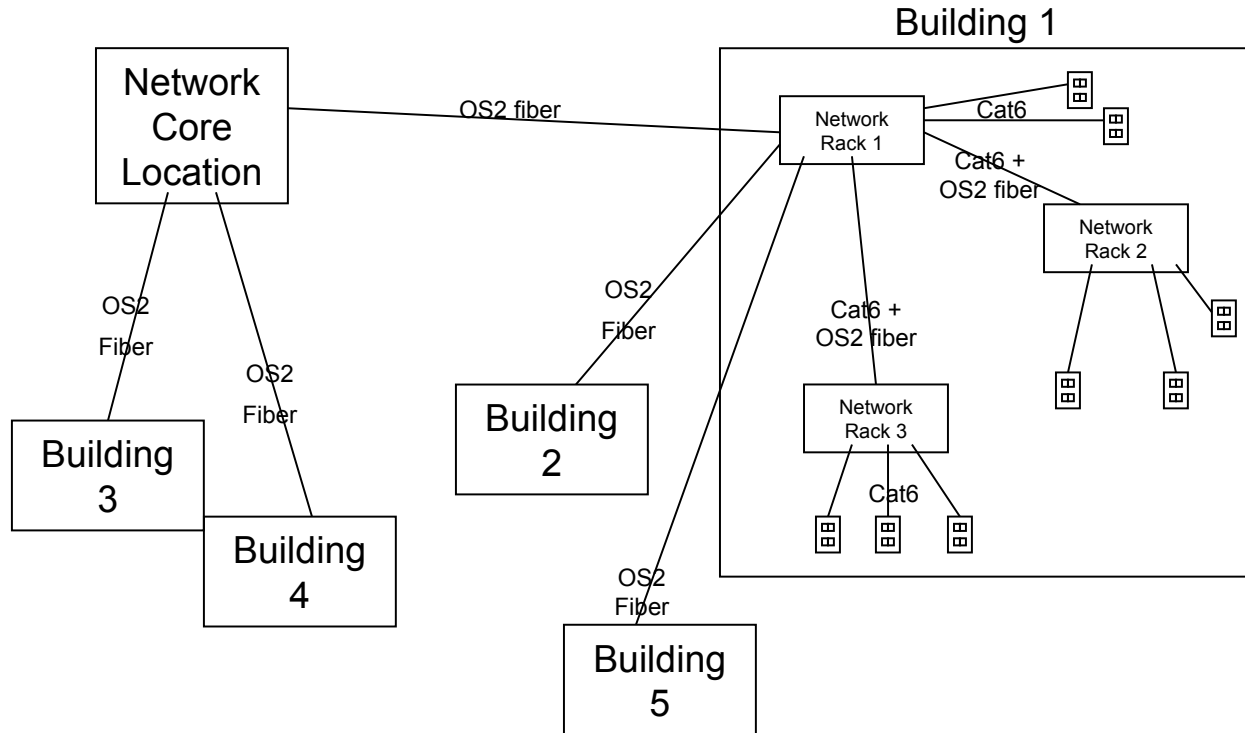 Building 1
Network
Core
Location
OS2 fiber
Network
Rack 1
Cat6
Cat6 +
OS2 fiber
Network
Rack 2
OS2
Fiber
OS2
Fiber
OS2
Fiber
Cat6 +
OS2 fiber
Building
3
Building
4
Building
2
Network
Rack 3
Cat6
OS2
Fiber
Building
5